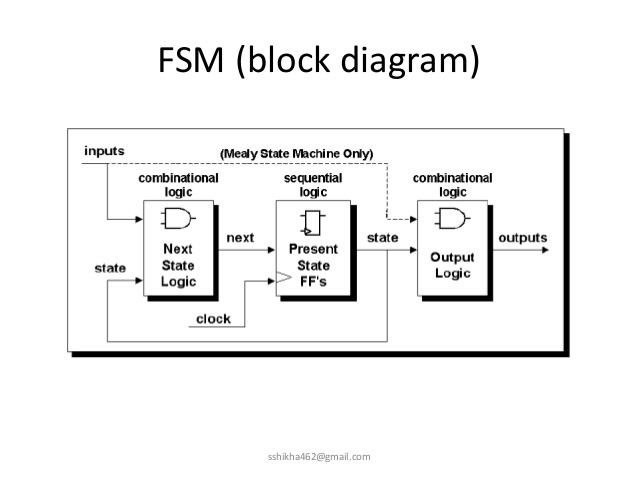 FSM (block diagram)
inputs
(Mealy State Machine Only)
combinational
logic
sequential
logic
combinational
logic
next
state
outputs
Next
State
Logic
Present
State
FF's
Output
Logic
state
clock
sshikha462@gmail.com